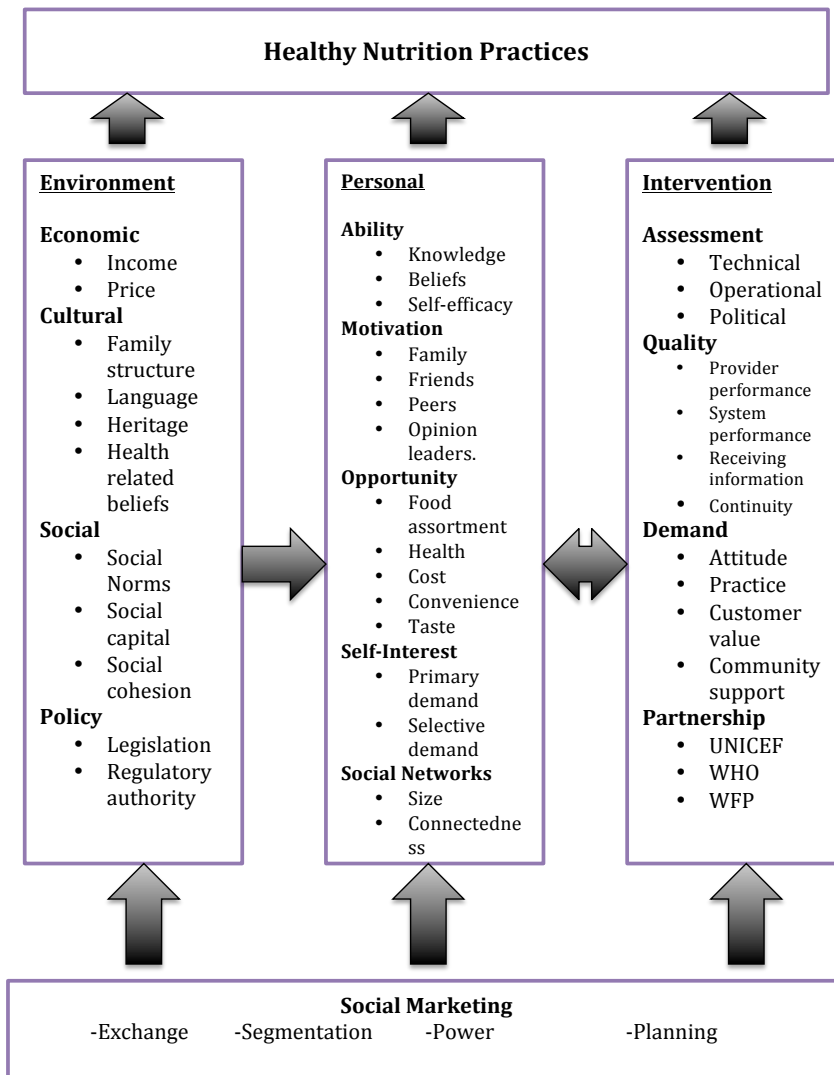 Healthy Nutrition Practices
Environment
Economic
• Income
• Price
Cultural
• Family
structure
• Language
• Heritage
• Health
related
beliefs
Social
• Social
Norms
• Social
capital
• Social
cohesion
Policy
• Legislation
• Regulatory
authority
Personal
Ability
• Knowledge
• Beliefs
• Self-efficacy
Motivation
• Family
• Friends
• Peers
• Opinion
leaders.
Opportunity
• Food
assortment
• Health
• Cost
• Convenience
• Taste
Self-Interest
• Primary
demand
• Selective
demand
Social Networks
• Size
• Connectedne
ss
Intervention
Assessment
• Technical
• Operational
• Political
Quality
• Provider
performance
• System
performance
• Receiving
information
• Continuity
Demand
• Attitude
• Practice
• Customer
value
• Community
support
Partnership
• UNICEF
• WHO
• WFP
Social Marketing
-Exchange -Segmentation -Power -Planning